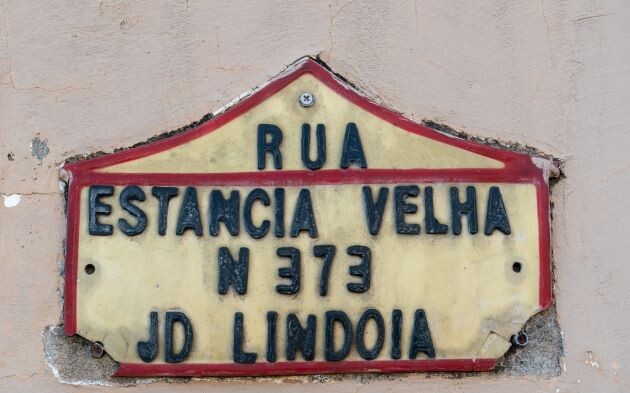 RUA
ESTANCIA VELHA
N 373
JD LINDOIA